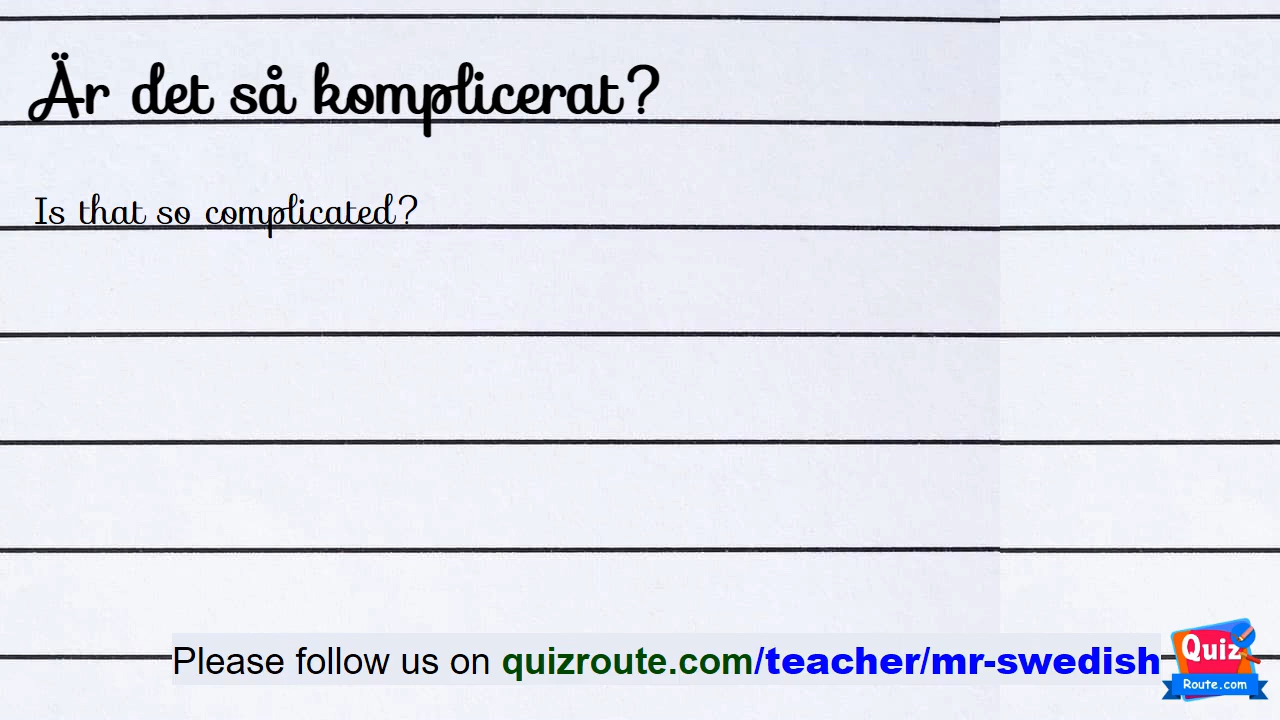 Är det så komplicerat?
Is that so complicated?
Please follow us on quizroute.com/teacher/mr-swedish
Quiz
Route.com